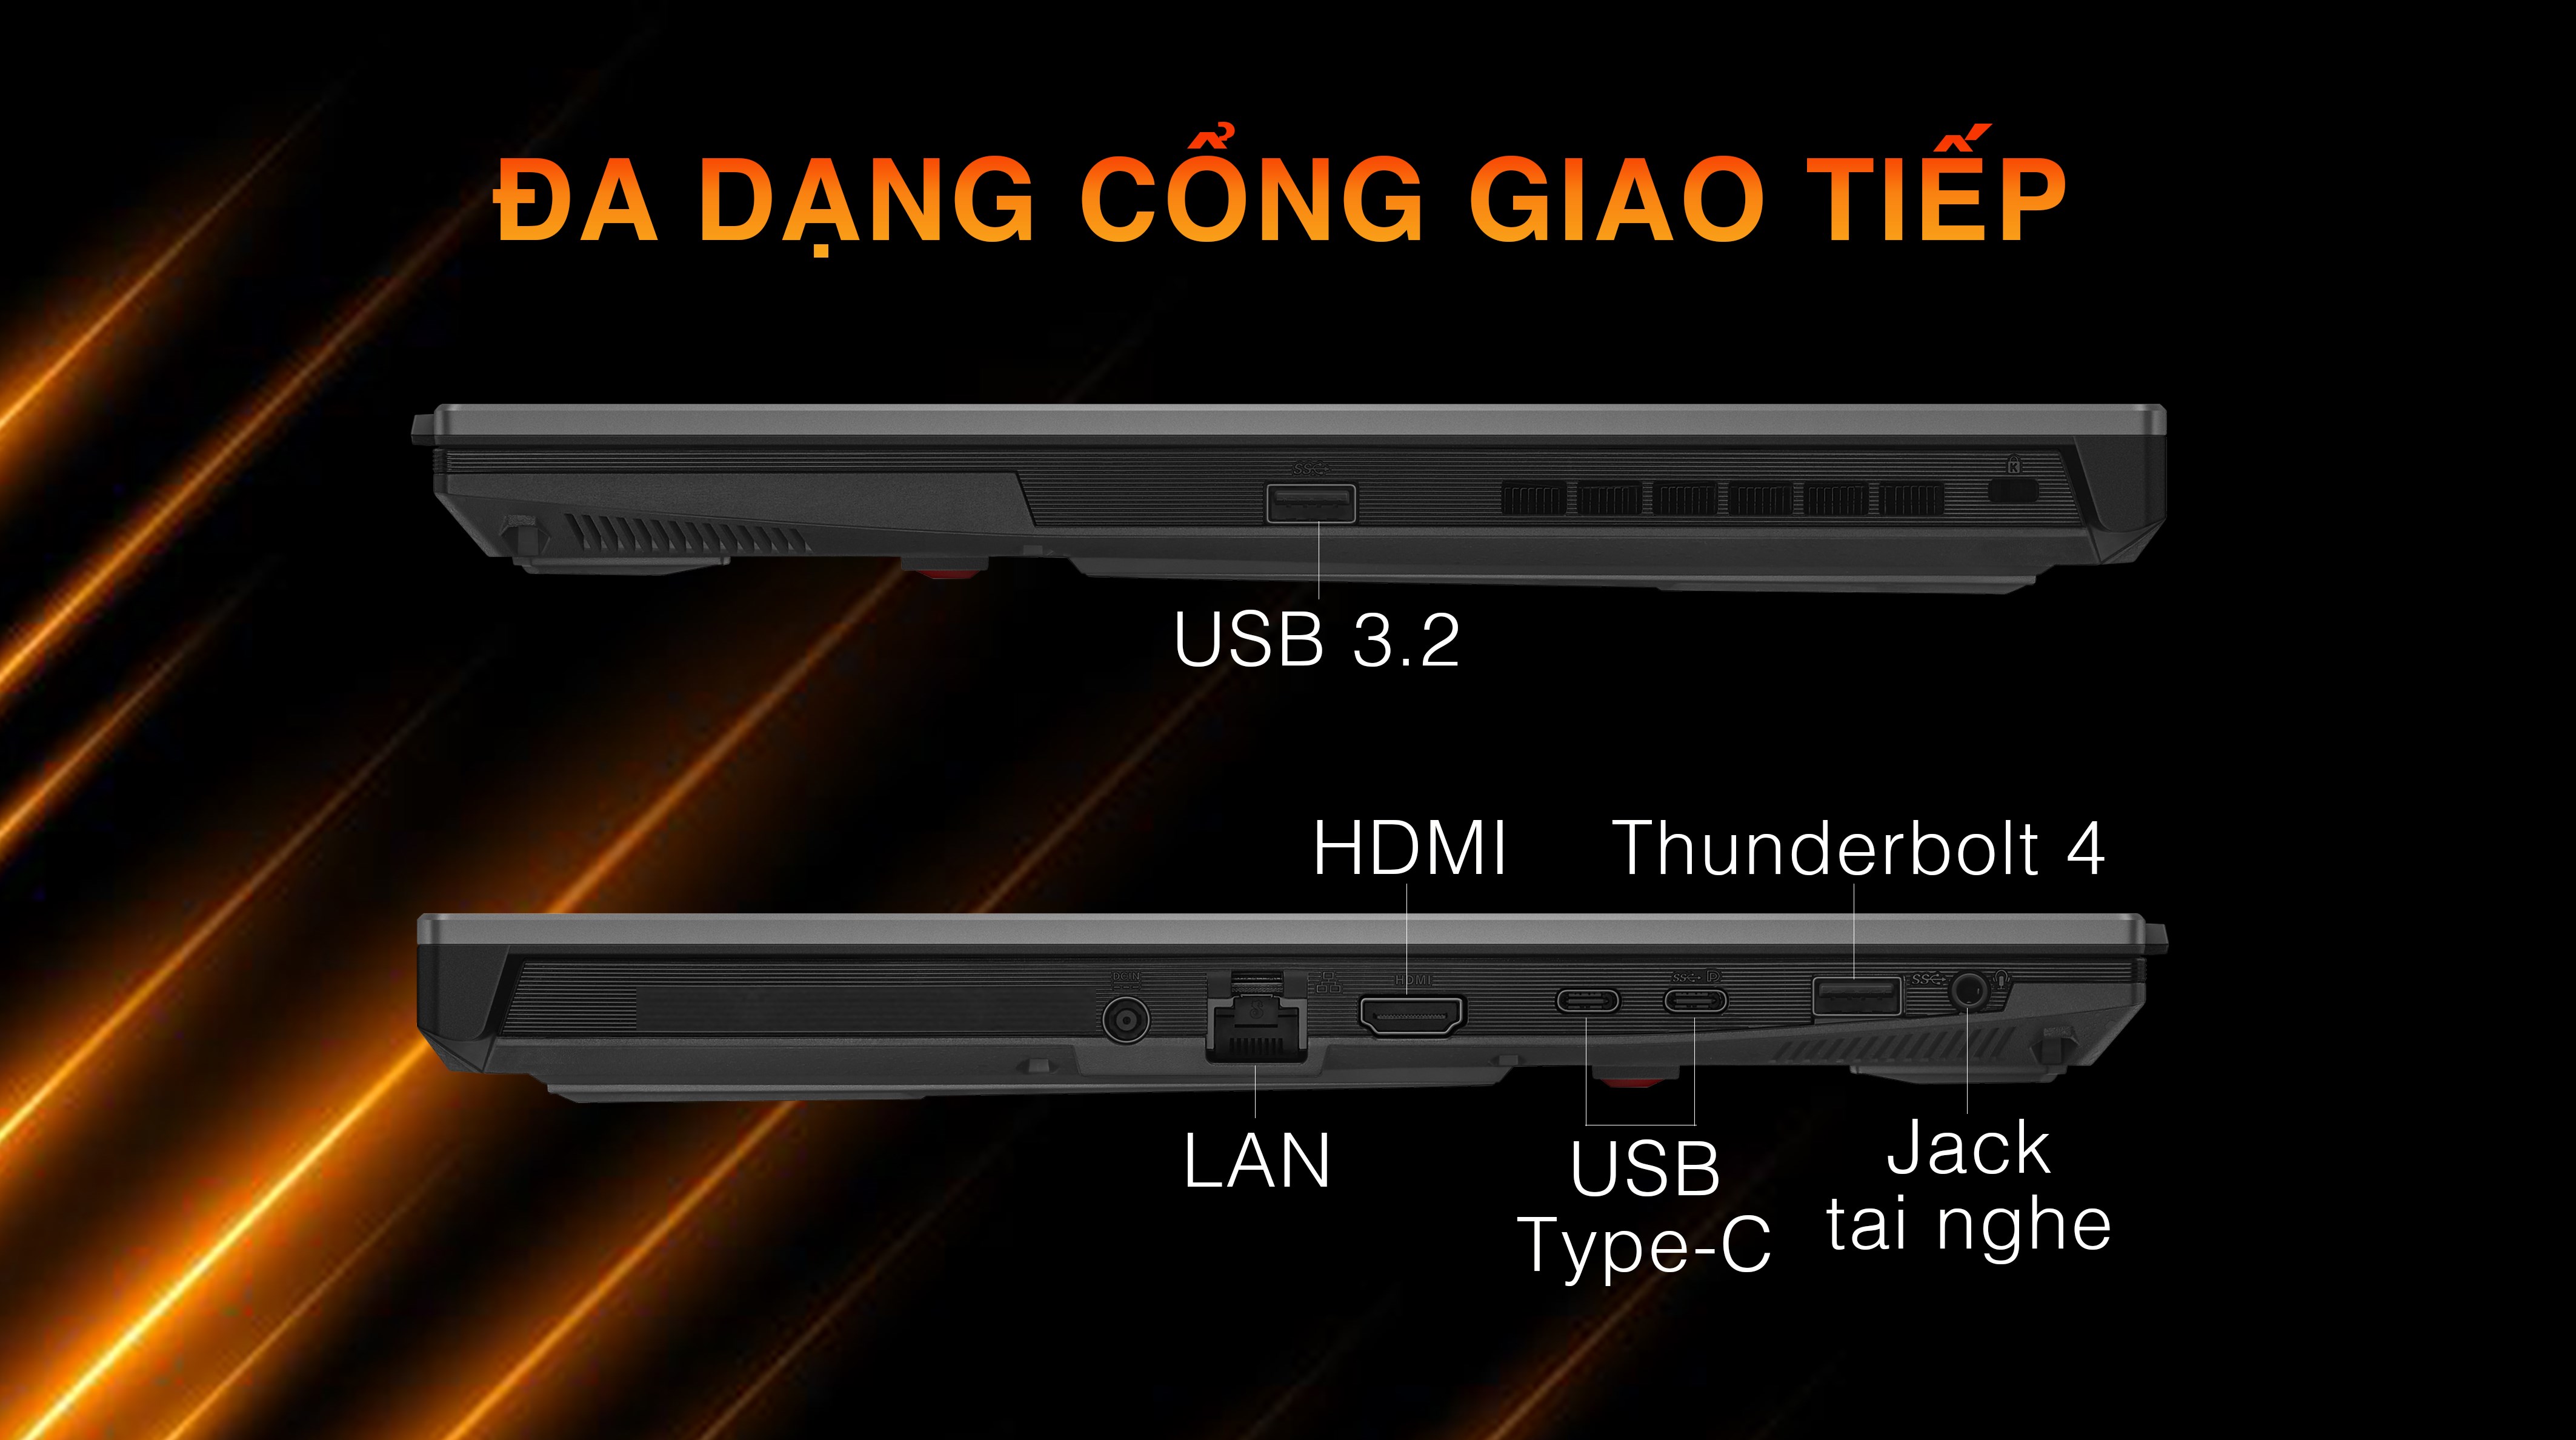 ĐA DẠNG CỔNG GIAO TIẾP
USB 3.2
HDMI
Thunderbolt 4
DC IN
HDMI
LAN
USB
Type-C
Jack
tai nghe